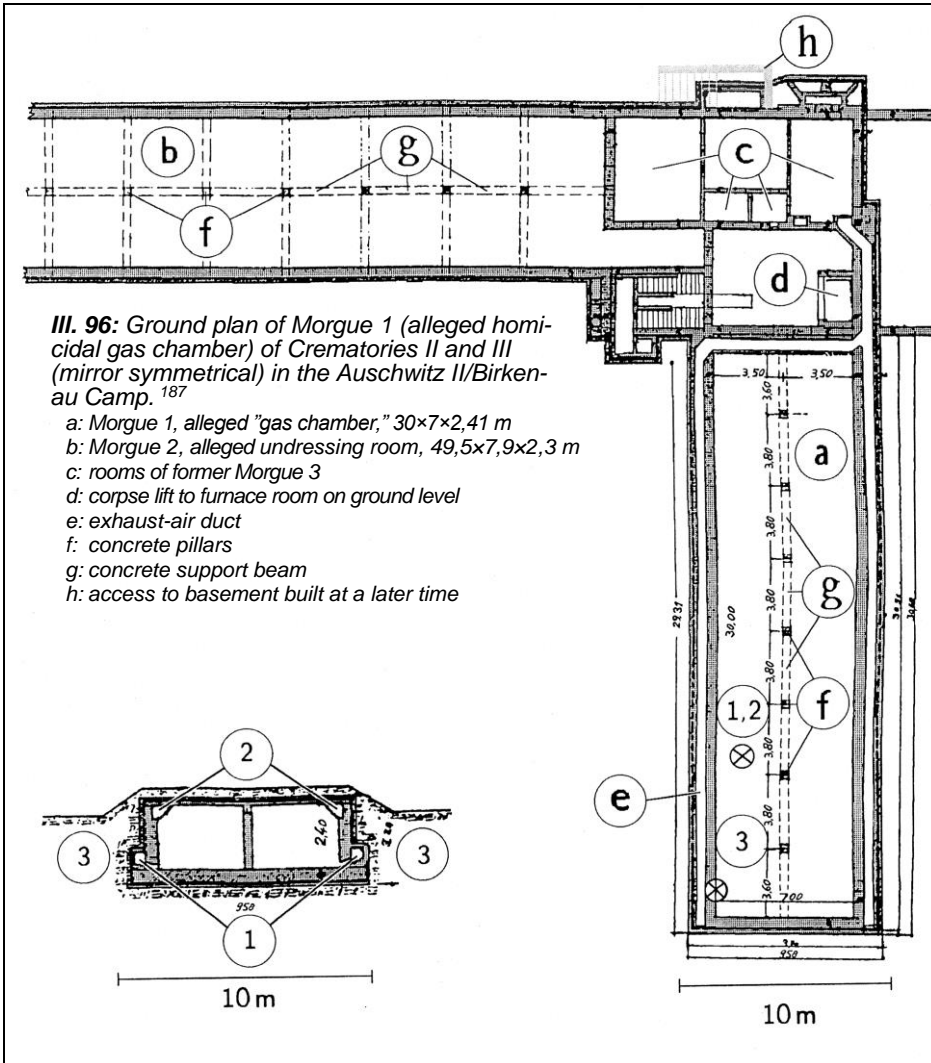 h
b
g
c
f
d
Ill. 96: Ground plan of Morgue 1 (alleged homi-
cidal gas chamber) of Crematories II and III
(mirror symmetrical) in the Auschwitz II/Birken-
au Camp. 187
a: Morgue 1, alleged ”gas chamber,” 30×7×2,41 m
b: Morgue 2, alleged undressing room, 49,5×7,9×2,3 m
c: rooms of former Morgue 3
d: corpse lift to furnace room on ground level
e: exhaust-air duct
f: concrete pillars
g: concrete support beam
h: access to basement built at a later time
3,50 3,50
3,60
a
3,80
3,80
g
3,80
30,00
3,80
3,80
1,2
f
3,80
e
3,80
3
3,60
7,00
950
10 m
2
3
2,40
3
950
1
10 m